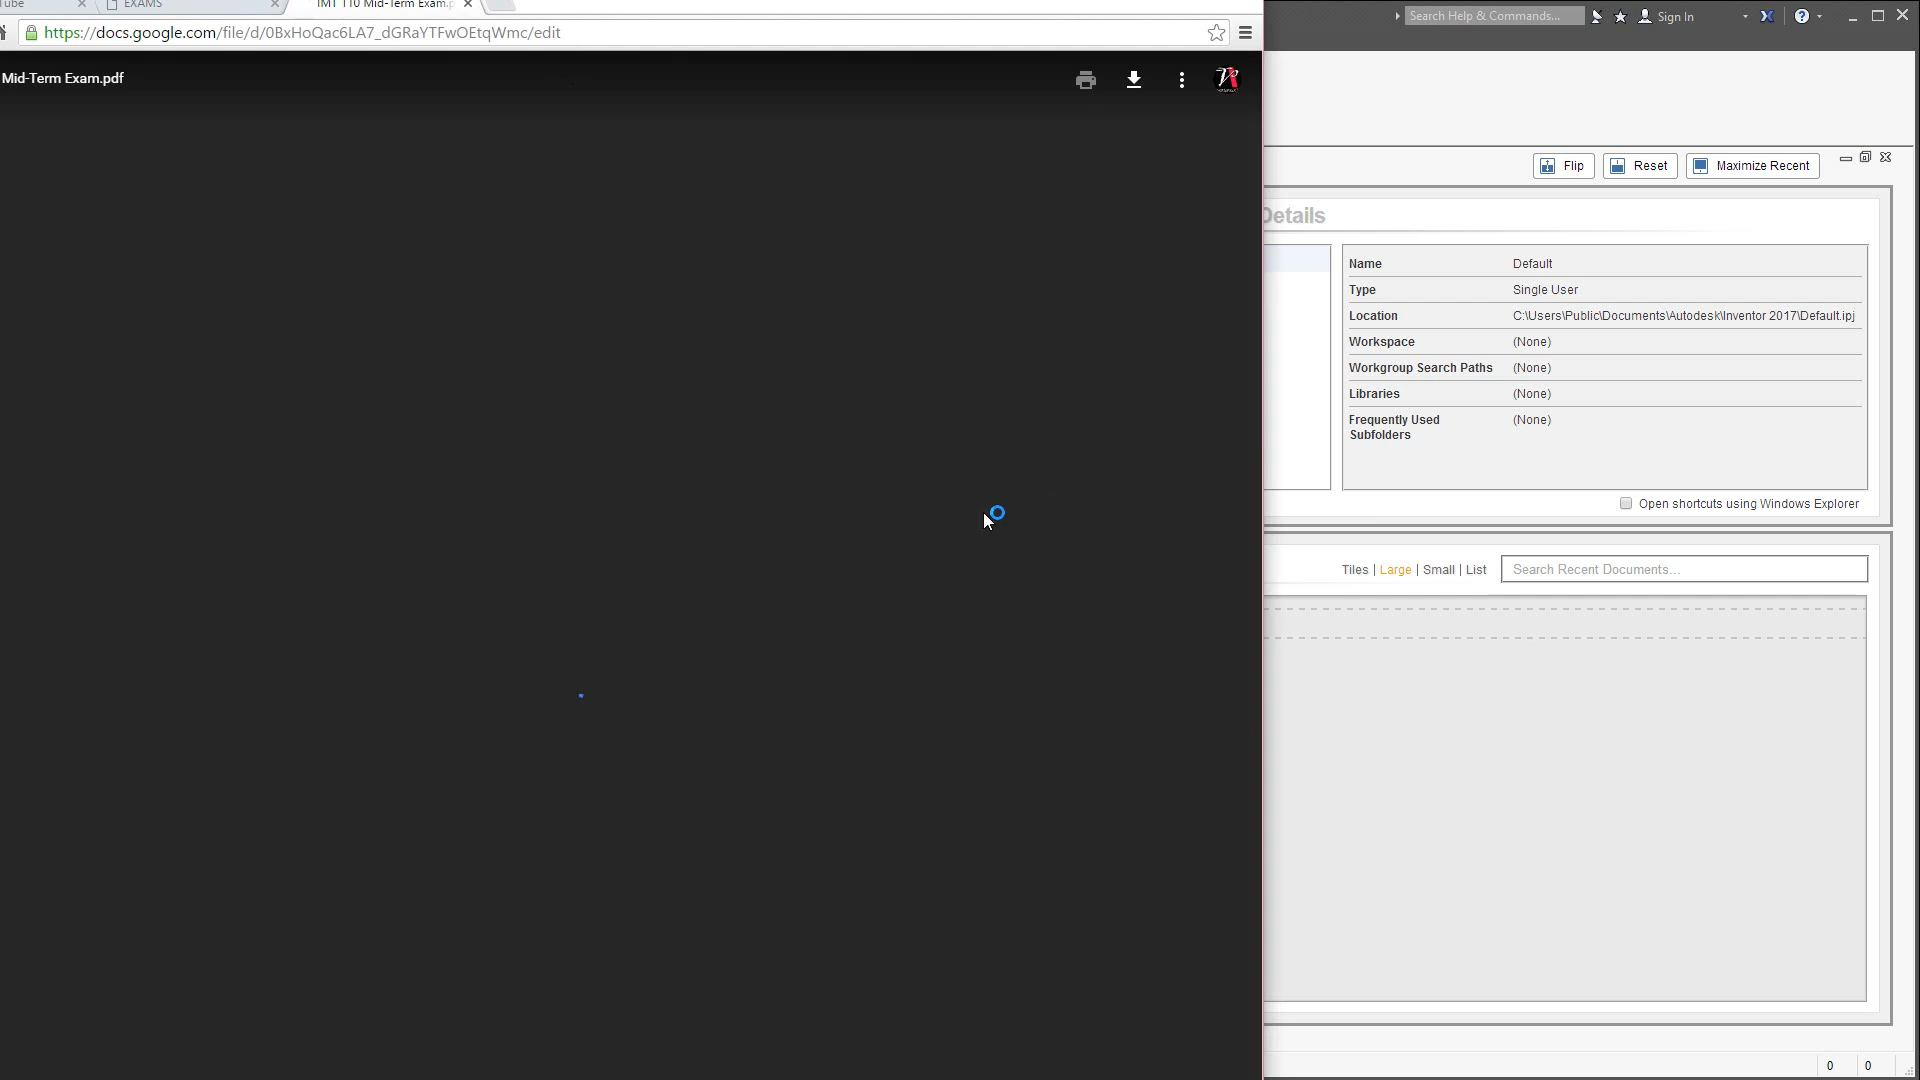 Tube
EXAMS
IMT 110 Mid-Term Exam.p
https://docs.google.com/file/d/0BxHoQac6LA7_dGRaYTFwOEtqWmc/edit
Mid-Term Exam.pdf
Search Help & Commands...
Sign In
Flip
Reset
Maximize Recent
Details
Name Default
Type Single User
Location C:\Users\Public\Documents\Autodesk\Inventor 2017\Default.ipj
Workspace (None)
Workgroup Search Paths (None)
Libraries (None)
Frequently Used (None)
Subfolders
Open shortcuts using Windows Explorer
Tiles | Large | Small | List
Search Recent Documents...
0 0